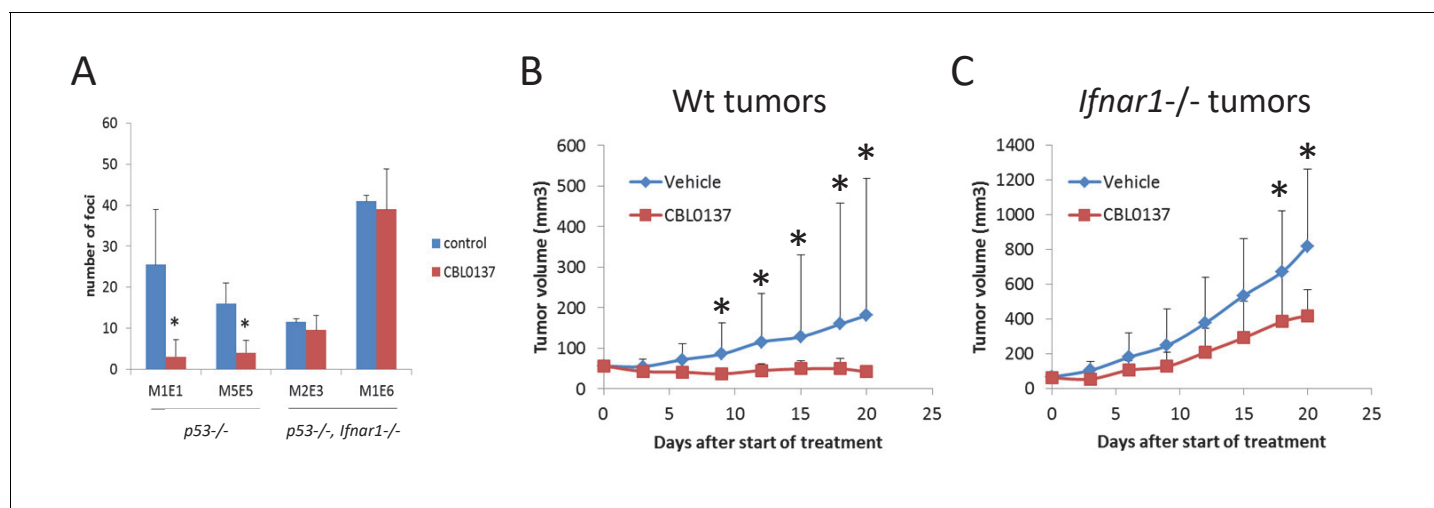 A
60
50
40
30
20
10
0
number of foci
*
*
control
CBL0137
M1E1 M5E5 M2E3 M1E6
p53-/- p53-/-, Ifnar1-/-
B
Wt tumors
600
500
400
300
200
100
0
Tumor volume (mm3)
Vehicle
CBL0137
*
*
*
*
*
0 5 10 15 20 25
Days after start of treatment
C
Ifnar1-/- tumors
1400
1200
1000
800
600
400
200
0
Tumor volume (mm3)
Vehicle
CBL0137
*
*
0 5 10 15 20 25
Days after start of treatment